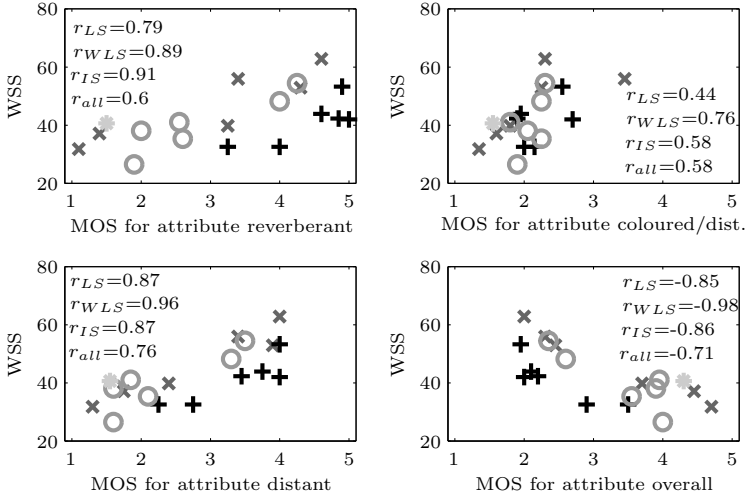 80
60
40
20
WSS
r_LS=0.79
r_WLS=0.89
r_IS=0.91
r_all=0.6
1 2 3 4 5
MOS for attribute reverberant
80
60
40
20
WSS
r_LS=0.44
r_WLS=0.76
r_IS=0.58
r_all=0.58
1 2 3 4 5
MOS for attribute coloured/dist.
80
60
40
20
WSS
r_LS=0.87
r_WLS=0.96
r_IS=0.87
r_all=0.76
1 2 3 4 5
MOS for attribute distant
80
60
40
20
WSS
r_LS=-0.85
r_WLS=-0.98
r_IS=-0.86
r_all=-0.71
1 2 3 4 5
MOS for attribute overall